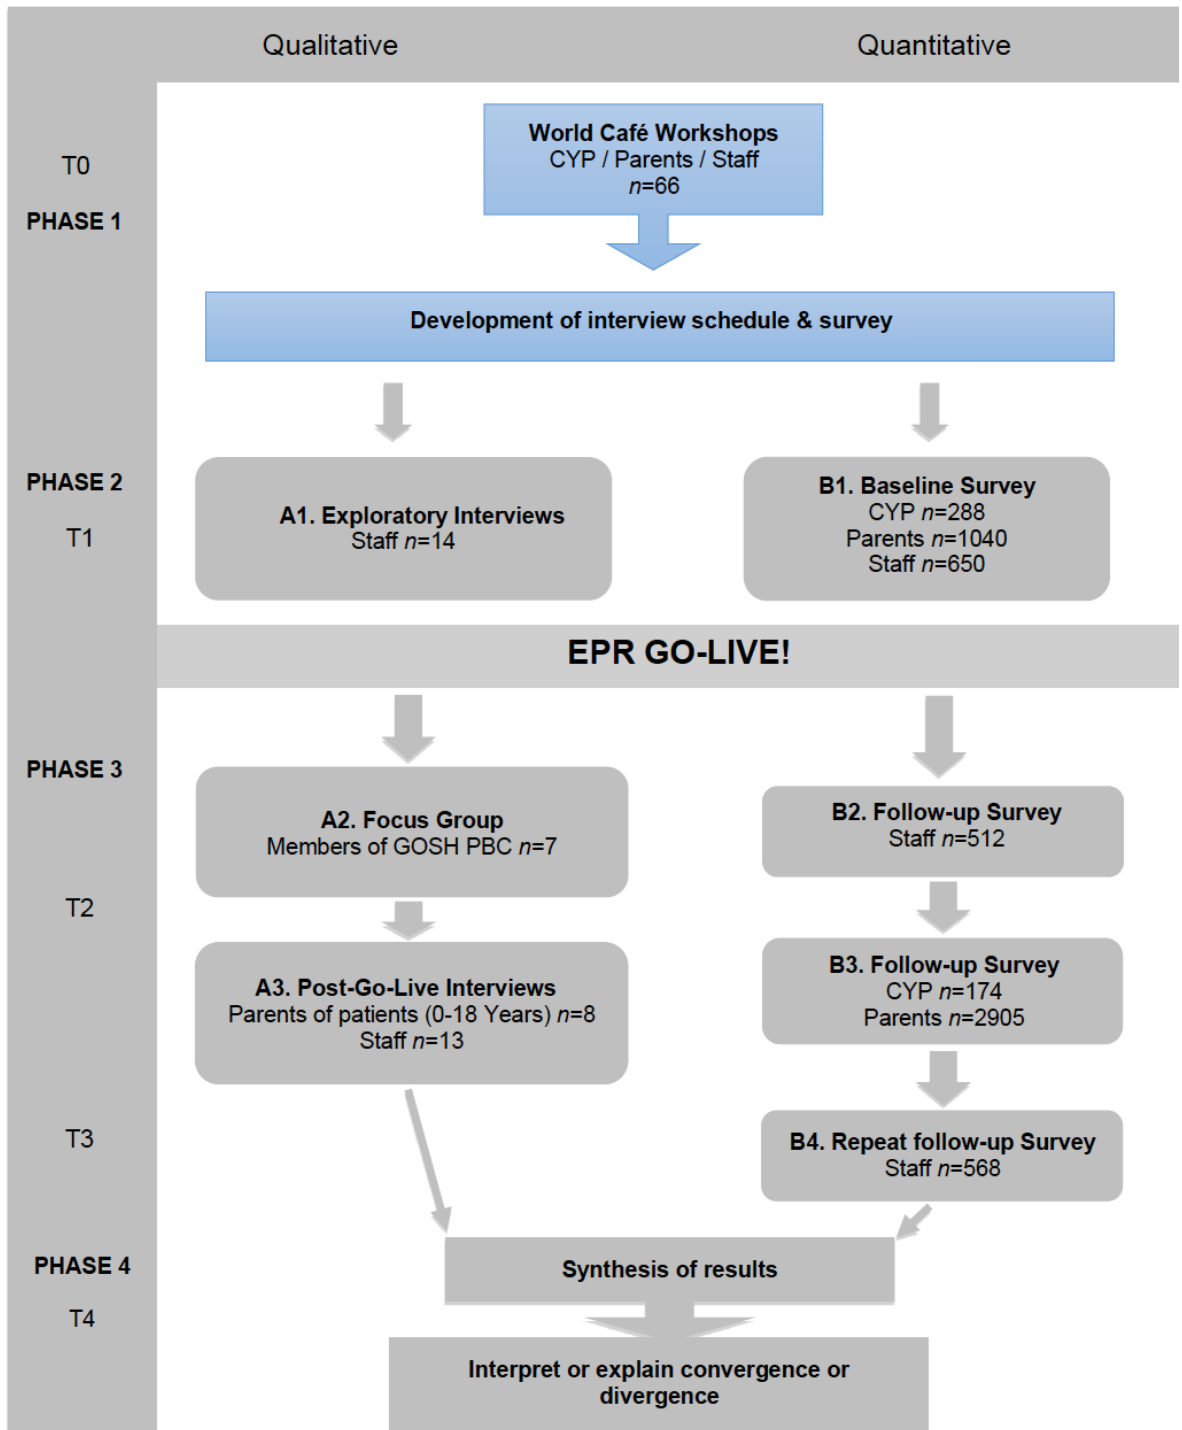 Qualitative
Quantitative
T0
PHASE 1
World Café Workshops
CYP / Parents / Staff
n=66
Development of interview schedule & survey
PHASE 2
T1
A1. Exploratory Interviews
Staff n=14
B1. Baseline Survey
CYP n=288
Parents n=1040
Staff n=650
EPR GO-LIVE!
PHASE 3
A2. Focus Group
Members of GOSH PBC n=7
B2. Follow-up Survey
Staff n=512
T2
A3. Post-Go-Live Interviews
Parents of patients (0-18 Years) n=8
Staff n=13
B3. Follow-up Survey
CYP n=174
Parents n=2905
T3
B4. Repeat follow-up Survey
Staff n=568
PHASE 4
T4
Synthesis of results
Interpret or explain convergence or
divergence